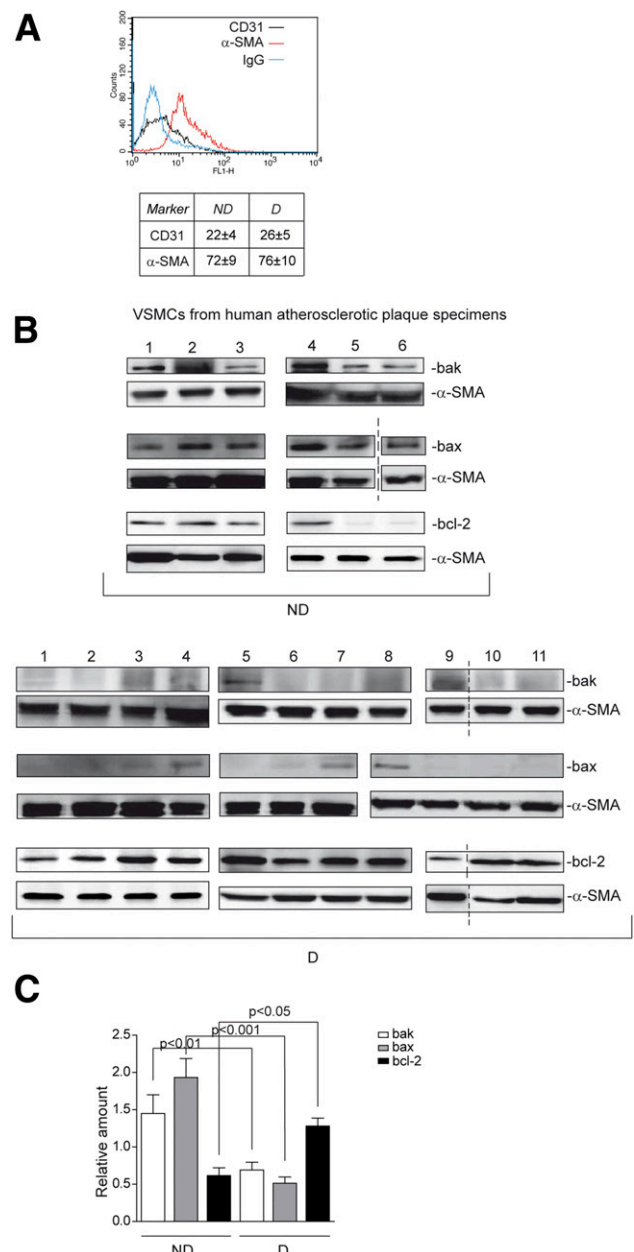 A
CD31
α-SMA
IgG
Counts
200
160
120
80
40
0
10⁰ 10¹ 10² 10³ 10⁴
FL1-H
Marker ND D
CD31 22±4 26±5
α-SMA 72±9 76±10
B
VSMCs from human atherosclerotic plaque specimens
1 2 3 4 5 6
-bak
-α-SMA
-bax
-α-SMA
-bcl-2
-α-SMA
ND
1 2 3 4 5 6 7 8 9 10 11
-bak
-α-SMA
-bax
-α-SMA
-bcl-2
-α-SMA
D
C
p<0.05
p<0.001
p<0.01
bak
bax
bcl-2
Relative amount
2.5
2.0
1.5
1.0
0.5
0.0
ND D